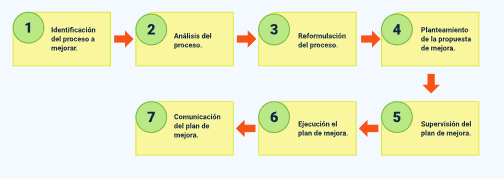 1
Identificación
del proceso a
mejorar.
2
Análisis del
proceso.
3
Reformulación
del proceso.
4
Planteamiento
de la propuesta
de mejora.
5
Supervisión del
plan de mejora.
6
Ejecución el
plan de mejora.
7
Comunicación
del plan de
mejora.